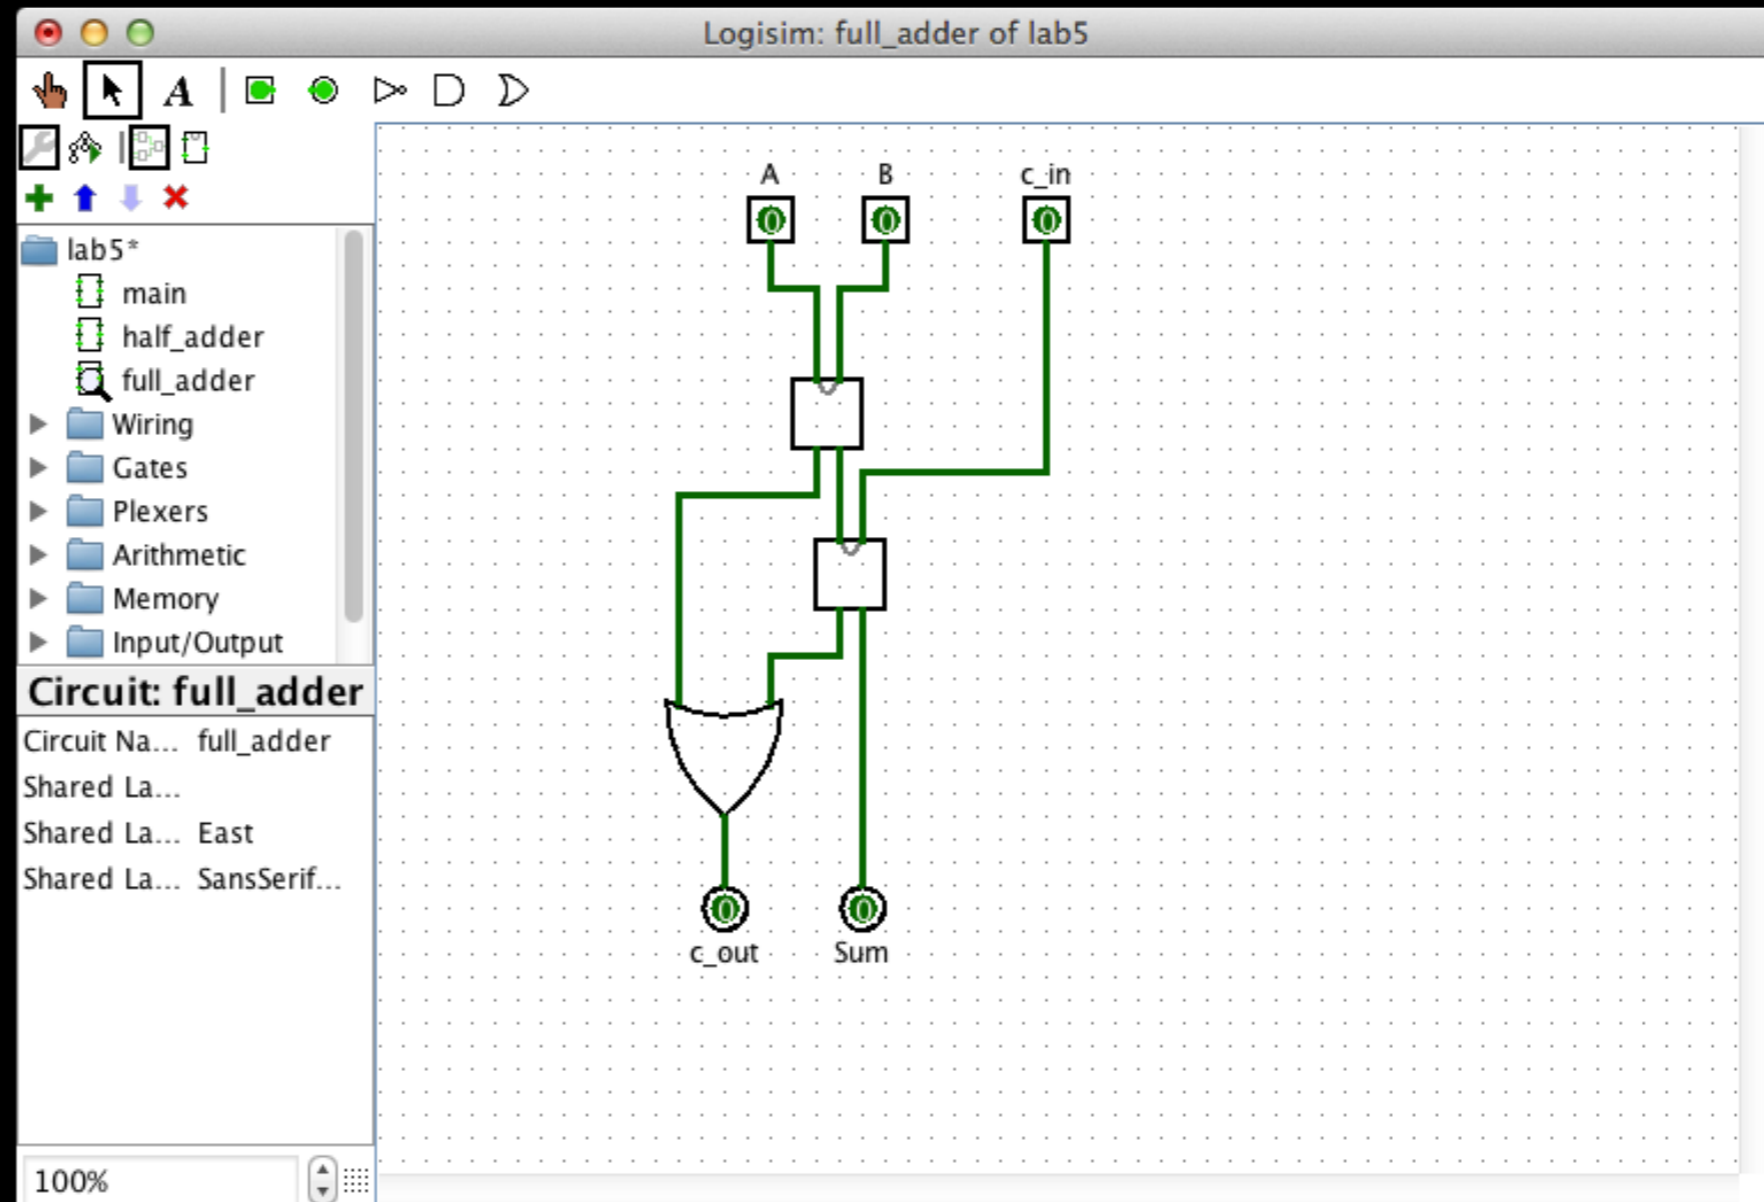 Logisim: full_adder of lab5
A
A B c_in
0 0 0
lab5*
main
half_adder
full_adder
Wiring
Gates
Plexers
Arithmetic
Memory
Input/Output
Circuit: full_adder
Circuit Na... full_adder
Shared La...
Shared La... East
Shared La... SansSerif...
0 0
c_out Sum
100%